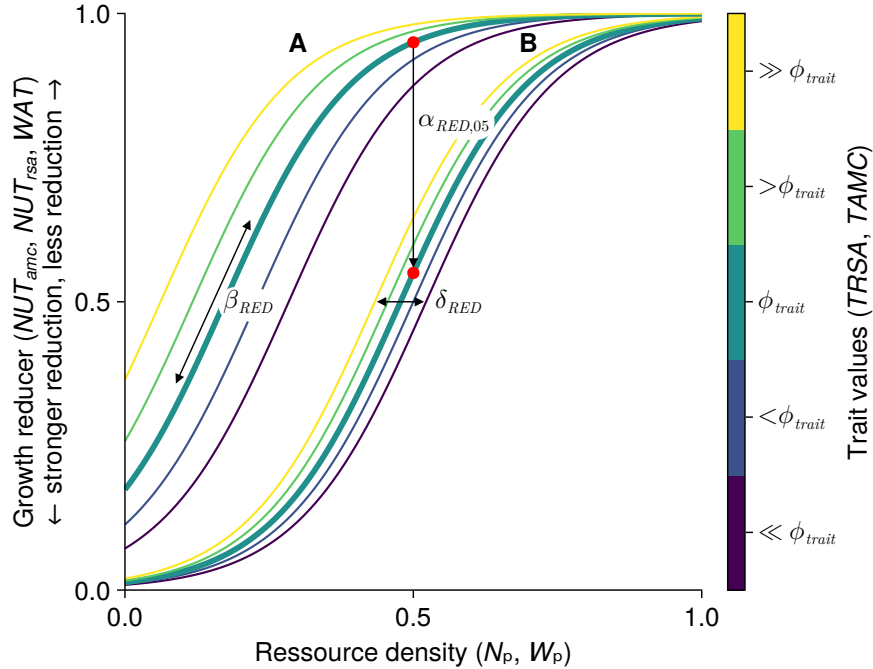 Growth reducer (NUT_amc, NUT_rsa, WAT)
← stronger reduction, less reduction →
1.0
0.5
0.0
A
B
α_RED,05
β_RED
δ_RED
0.0
0.5
1.0
Ressource density (N_p, W_p)
≫ ϕ_trait
>ϕ_trait
ϕ_trait
<ϕ_trait
≪ ϕ_trait
Trait values (TRSA, TAMC)